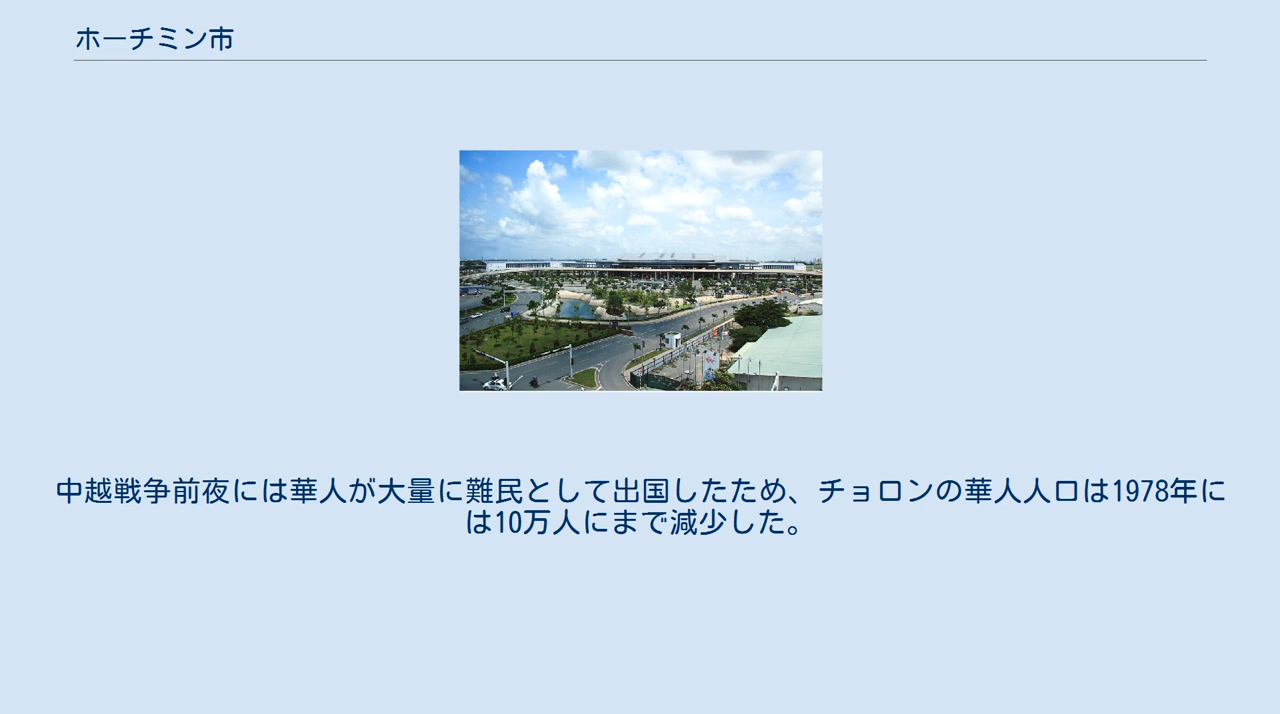 ホーチミン市
中越戦争前夜には華人が大量に難民として出国したため、チョロンの華人人口は1978年に
は10万人にまで減少した。